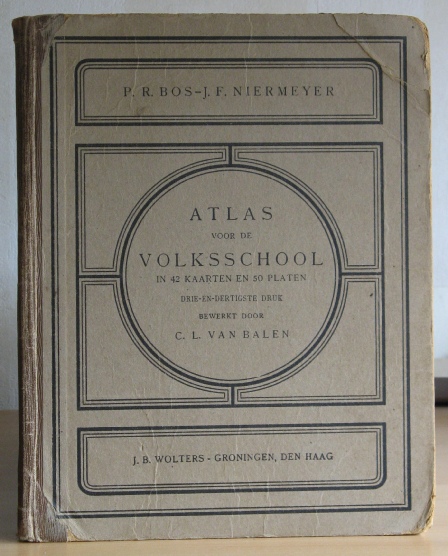 P. R. BOS-J. F. NIERMEYER
ATLAS
VOOR DE
VOLKSSCHOOL
IN 42 KAARTEN EN 50 PLATEN
DRIE-EN-DERTIGSTE DRUK
BEWERKT DOOR
C. L. VAN BALEN
J. B. WOLTERS - GRONINGEN, DEN HAAG